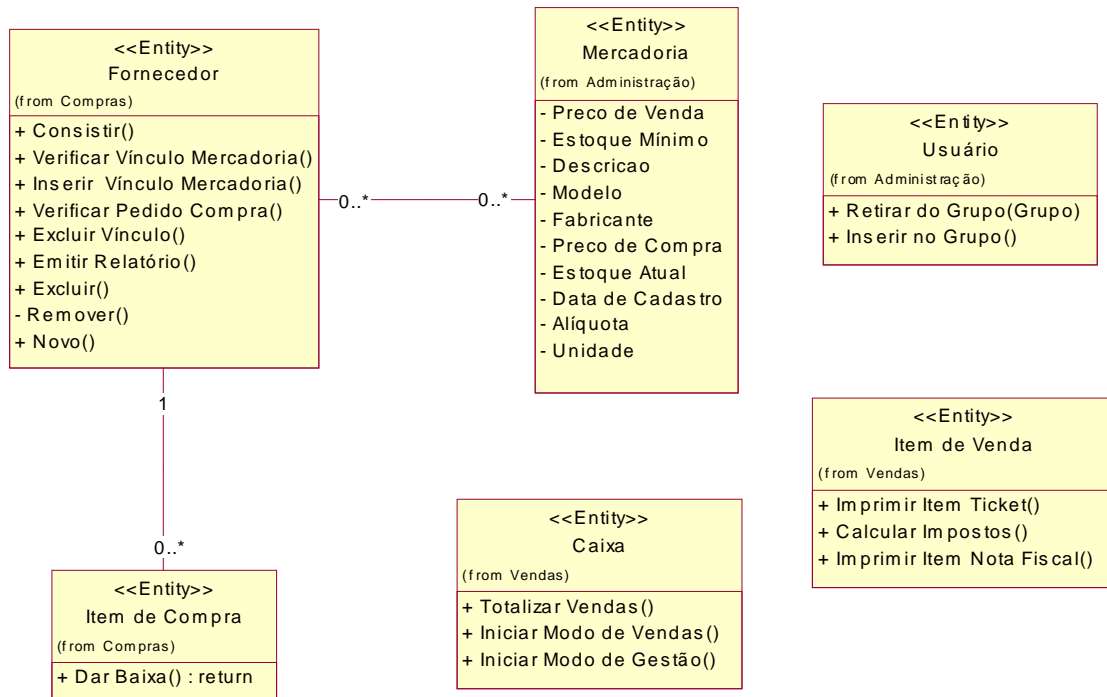 <<Entity>>
Fornecedor
(from Compras)
+ Consistir()
+ Verificar Vínculo Mercadoria()
+ Inserir Vínculo Mercadoria()
+ Verificar Pedido Compra()
+ Excluir Vínculo()
+ Emitir Relatório()
+ Excluir()
- Remover()
+ Novo()
0..*
0..*
<<Entity>>
Mercadoria
(from Administração)
- Preco de Venda
- Estoque Mínimo
- Descricao
- Modelo
- Fabricante
- Preco de Compra
- Estoque Atual
- Data de Cadastro
- Alíquota
- Unidade
<<Entity>>
Usuário
(from Administração)
+ Retirar do Grupo(Grupo)
+ Inserir no Grupo()
1
0..*
<<Entity>>
Item de Compra
(from Compras)
+ Dar Baixa() : return
<<Entity>>
Caixa
(from Vendas)
+ Totalizar Vendas()
+ Iniciar Modo de Vendas()
+ Iniciar Modo de Gestão()
<<Entity>>
Item de Venda
(from Vendas)
+ Imprimir Item Ticket()
+ Calcular Impostos()
+ Imprimir Item Nota Fiscal()